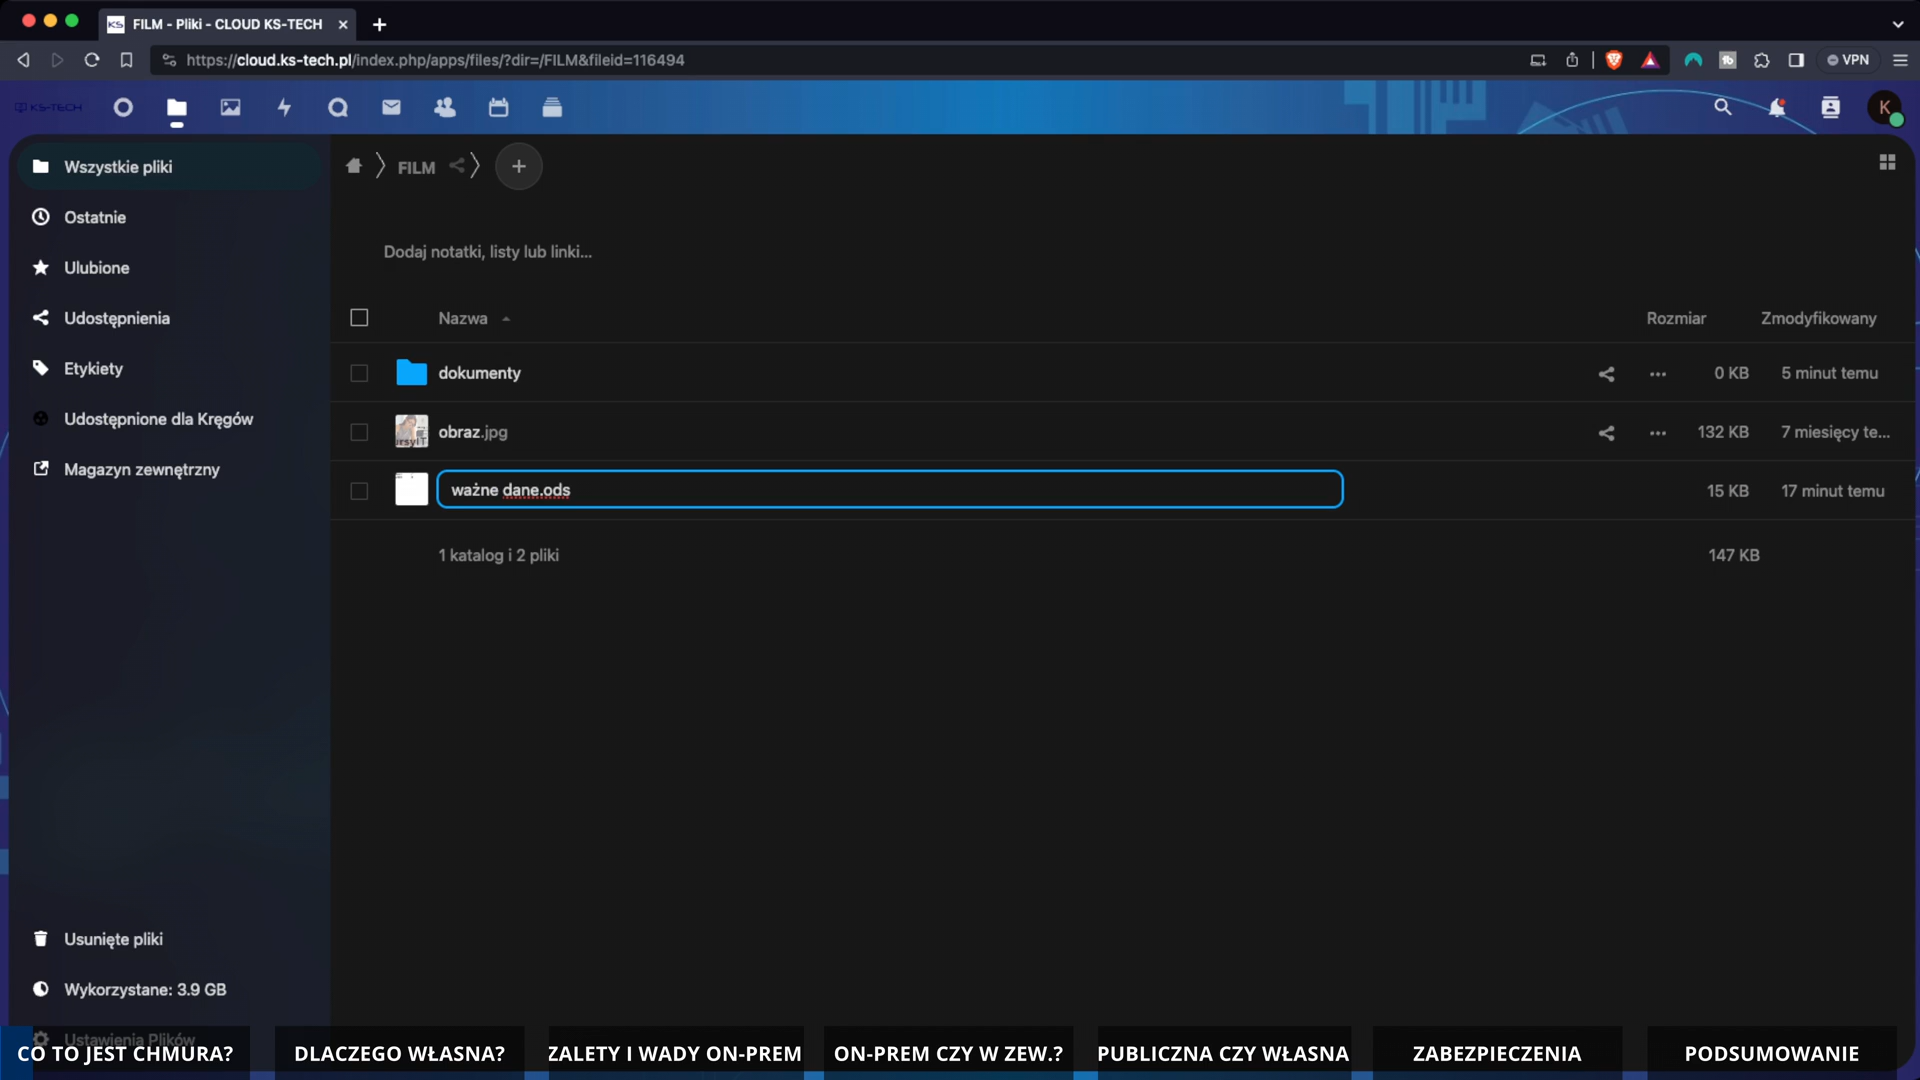 FILM - Pliki - CLOUD KS-TECH
https://cloud.ks-tech.pl/index.php/apps/files/?dir=/FILM&fileid=116494
VPN
KS-TECH
K
Wszystkie pliki
Ostatnie
Ulubione
Udostępnienia
Etykiety
Udostępnione dla Kręgów
Magazyn zewnętrzny
FILM
Dodaj notatki, listy lub linki...
Nazwa Rozmiar Zmodyfikowany
dokumenty 0 KB 5 minut temu
obraz.jpg 132 KB 7 miesięcy te...
ważne dane.ods 15 KB 17 minut temu
1 katalog i 2 pliki 147 KB
Usunięte pliki
Wykorzystane: 3.9 GB
Ustawienia Plików
CO TO JEST CHMURA?
DLACZEGO WŁASNA?
ZALETY I WADY ON-PREM
ON-PREM CZY W ZEW.?
PUBLICZNA CZY WŁASNA
ZABEZPIECZENIA
PODSUMOWANIE